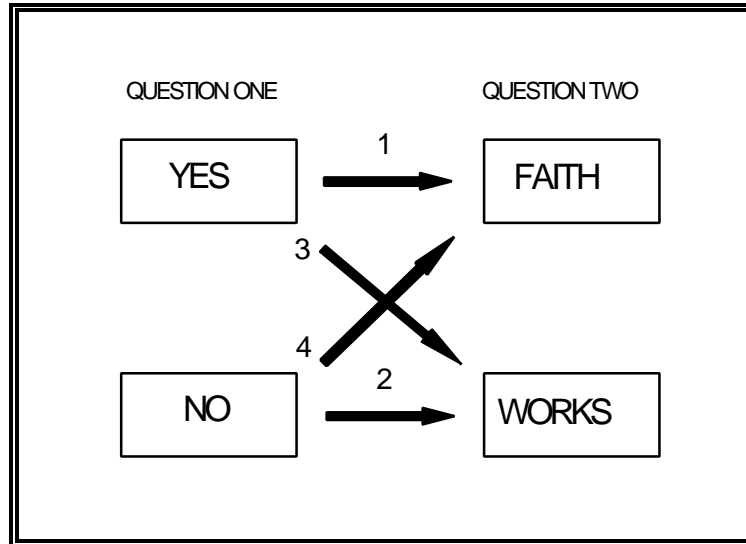 QUESTION ONE
QUESTION TWO
1
YES
FAITH
3
4
2
NO
WORKS